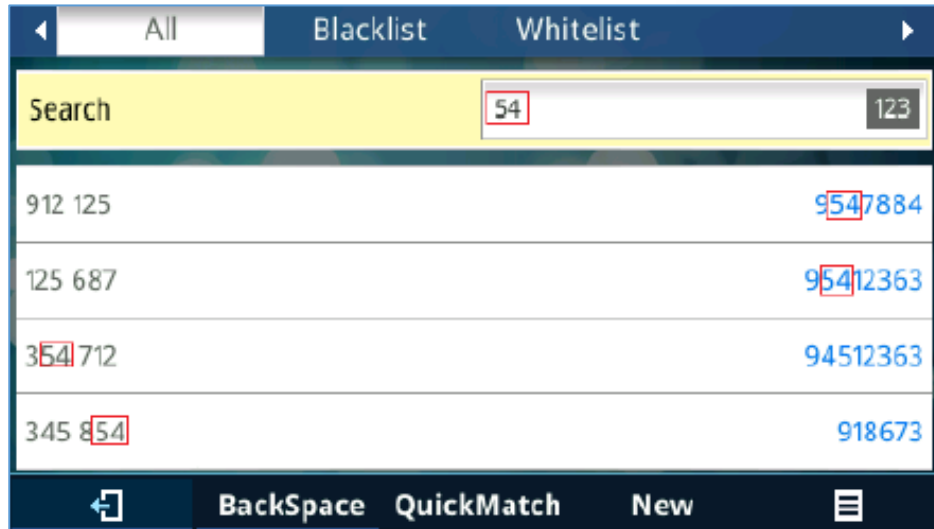 All Blacklist Whitelist
Search 54 123
912 125 9547884
125 687 95412363
354 712 94512363
345 854 918673
BackSpace QuickMatch New